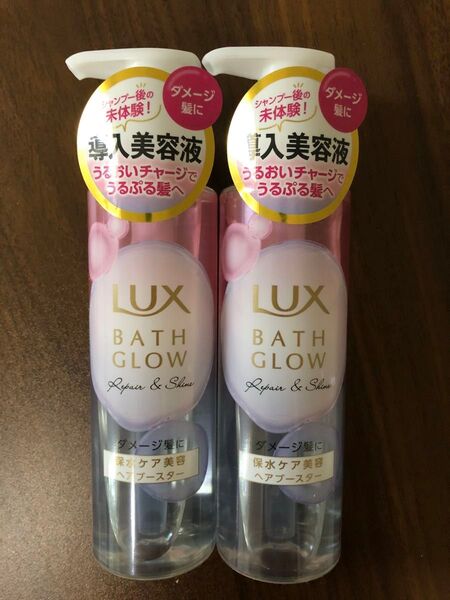 ダメージ
髪に
シャンプー後の
未体験!
導入美容液
うるおいチャージで
うるぷる髪へ
LUX
BATH
GLOW
Repair & Shine
ダメージ髪に
保水ケア美容
ヘアブースター
ダメージ
髪に
シャンプー後の
未体験!
導入美容液
うるおいチャージで
うるぷる髪へ
LUX
BATH
GLOW
Repair & Shine
ダメージ髪に
保水ケア美容
ヘアブースター